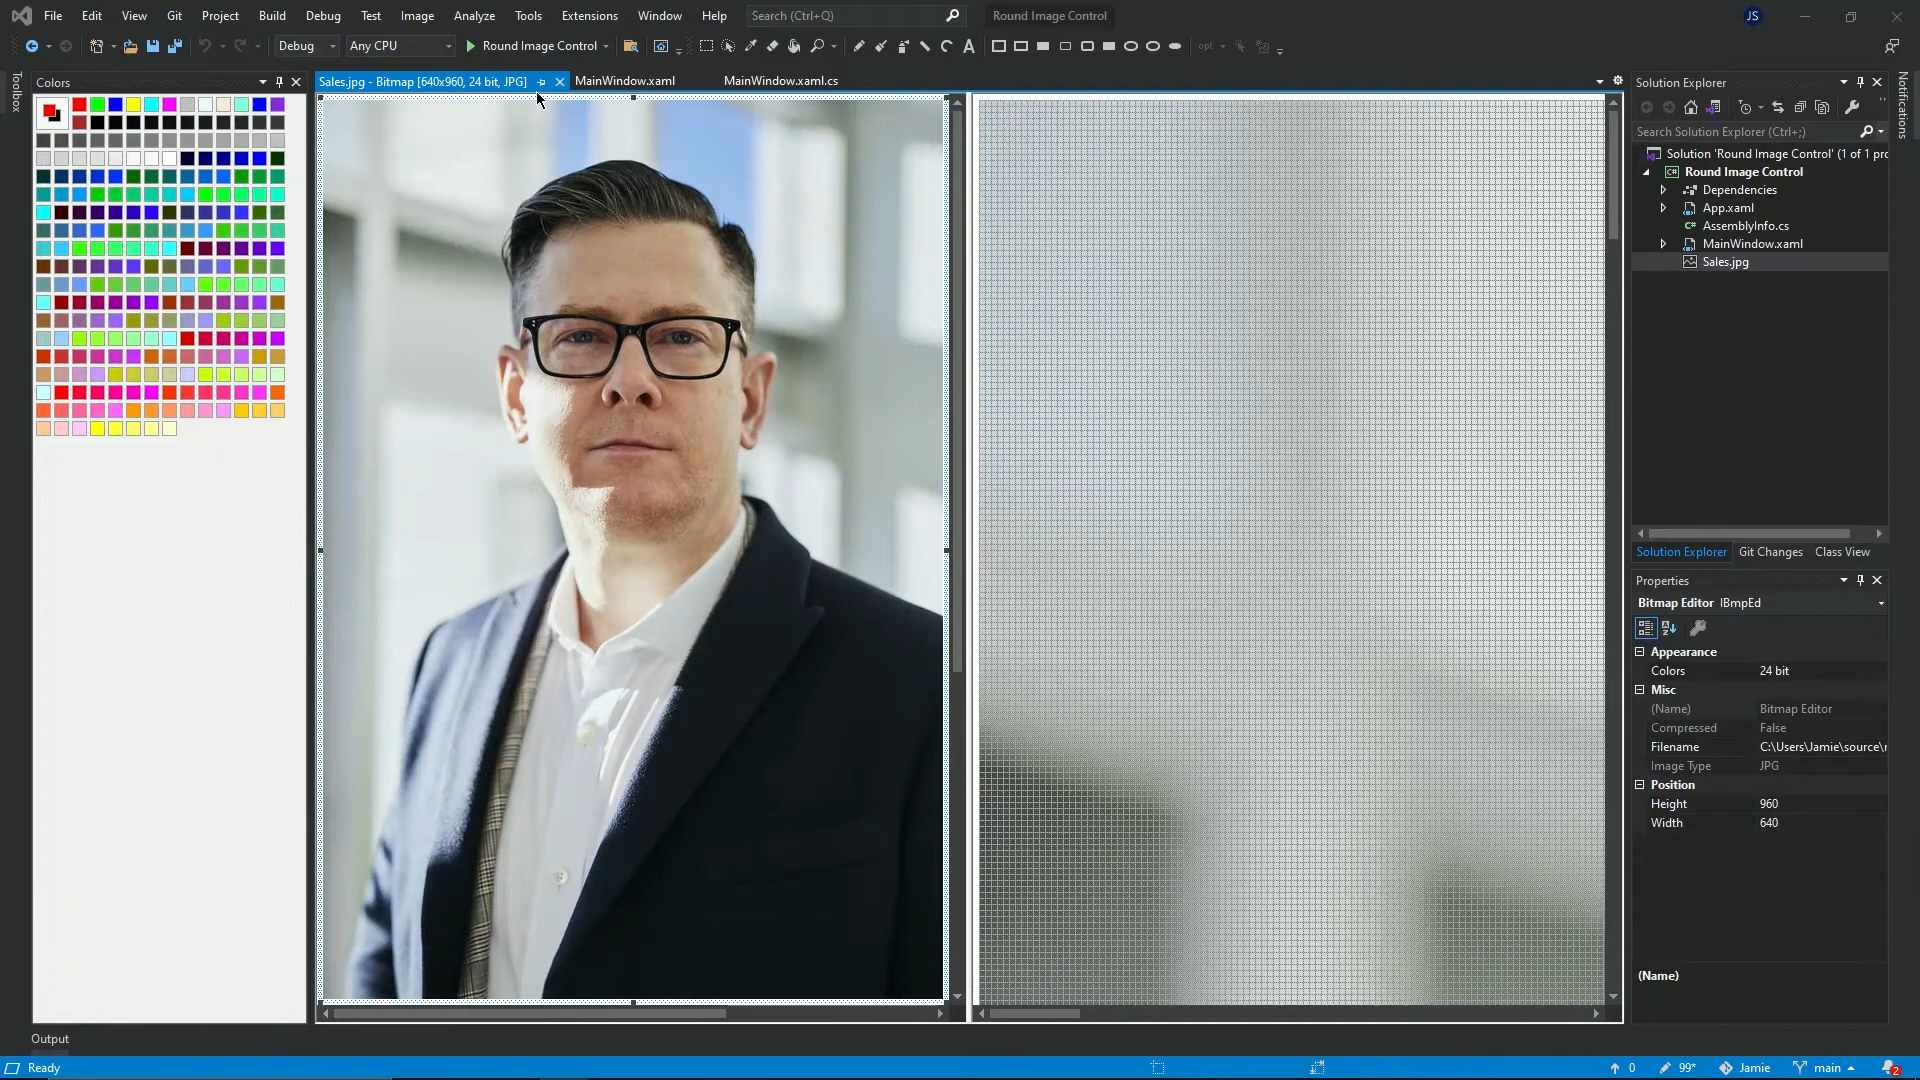 File Edit View Git Project Build Debug Test Image Analyze Tools Extensions Window Help Search (Ctrl+Q) Round Image Control JS
Debug Any CPU Round Image Control opt
Toolbox
Colors
Sales.jpg - Bitmap [640x960, 24 bit, JPG] MainWindow.xaml MainWindow.xaml.cs
Solution Explorer
Notifications
Search Solution Explorer (Ctrl+;)
Solution 'Round Image Control' (1 of 1 pro
Round Image Control
Dependencies
App.xaml
C# AssemblyInfo.cs
MainWindow.xaml
Sales.jpg
Solution Explorer Git Changes Class View
Properties
Bitmap Editor IBmpEd
Appearance
Colors 24 bit
Misc
(Name) Bitmap Editor
Compressed False
Filename C:\Users\Jamie\source\r
Image Type JPG
Position
Height 960
Width 640
(Name)
Output
Ready 0 99* Jamie main 2